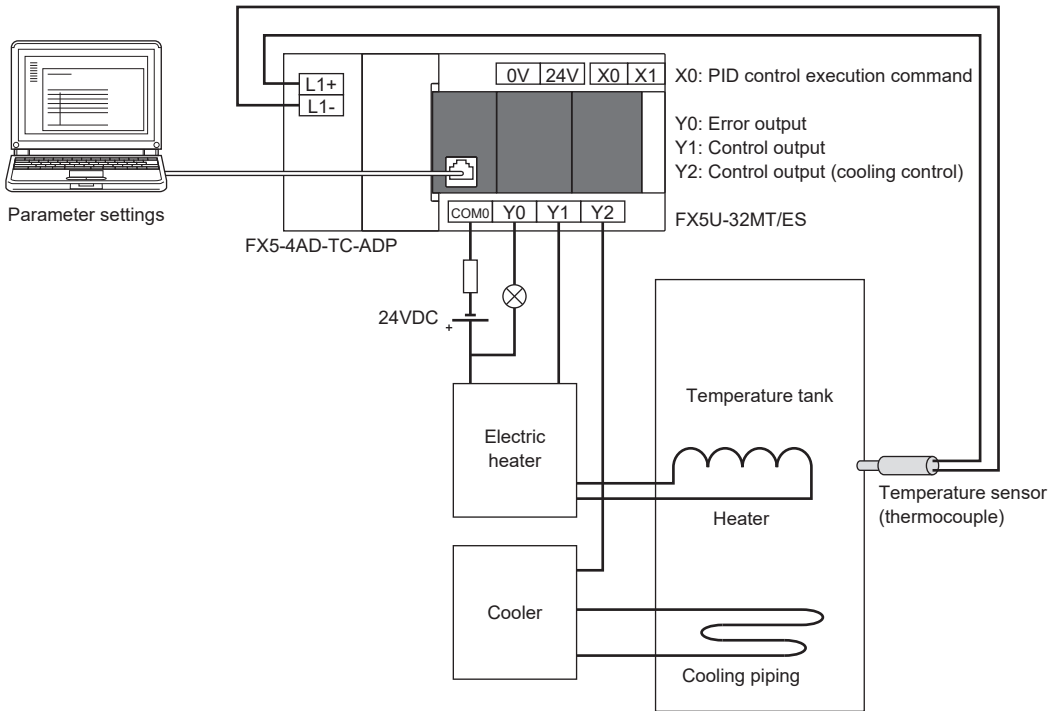 L1+
L1-
0V 24V X0 X1
X0: PID control execution command
Y0: Error output
Y1: Control output
Y2: Control output (cooling control)
Parameter settings
COM0 Y0 Y1 Y2
FX5U-32MT/ES
FX5-4AD-TC-ADP
24VDC
+
Temperature tank
Electric
heater
Heater
Temperature sensor
(thermocouple)
Cooler
Cooling piping